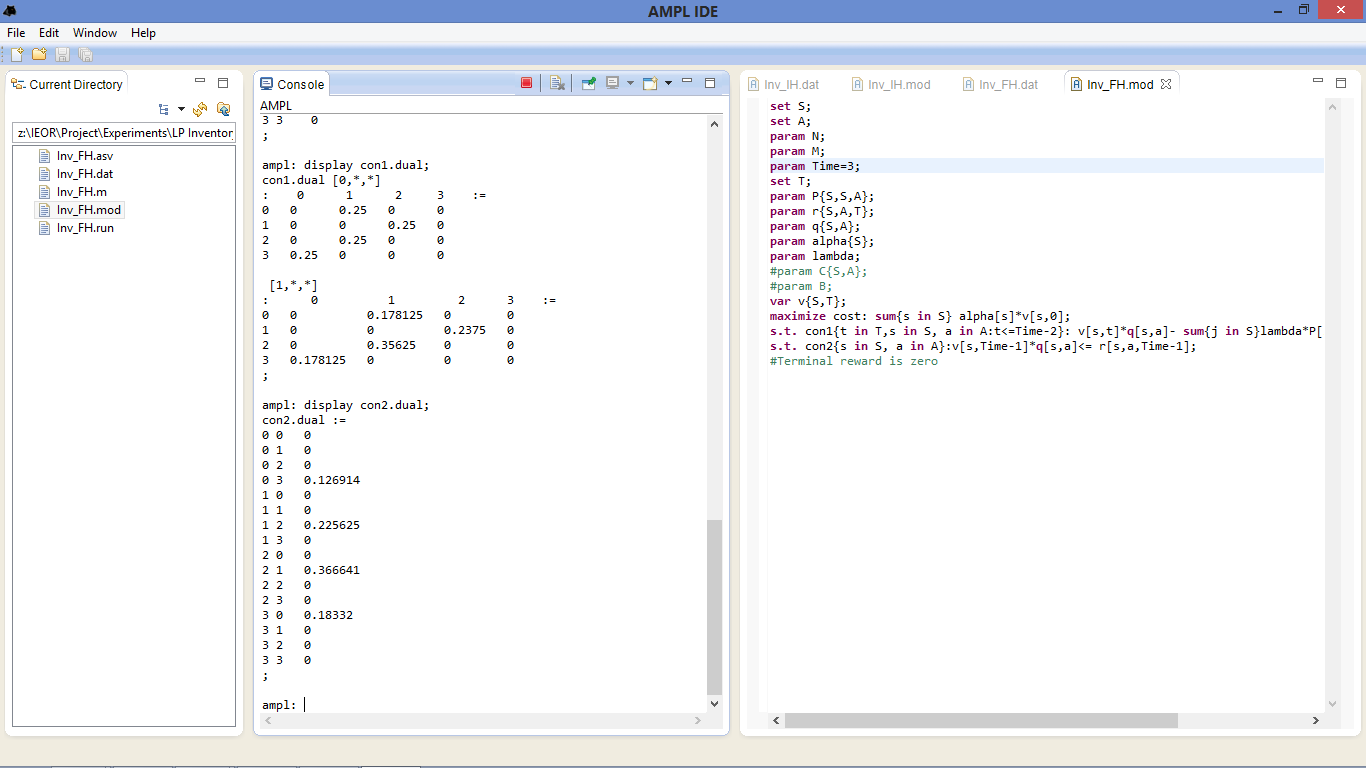 AMPL IDE
File Edit Window Help
Current Directory
z:\IEOR\Project\Experiments\LP Inventor
Inv_FH.asv
Inv_FH.dat
Inv_FH.m
Inv_FH.mod
Inv_FH.run
Console
AMPL
3 3 0
;
ampl: display con1.dual;
con1.dual [0,*,*]
: 0 1 2 3 :=
0 0 0.25 0 0
1 0 0 0.25 0
2 0 0.25 0 0
3 0.25 0 0 0
[1,*,*]
: 0 1 2 3 :=
0 0 0.178125 0 0
1 0 0 0.2375 0
2 0 0.35625 0 0
3 0.178125 0 0 0
;
ampl: display con2.dual;
con2.dual :=
0 0 0
0 1 0
0 2 0
0 3 0.126914
1 0 0
1 1 0
1 2 0.225625
1 3 0
2 0 0
2 1 0.366641
2 2 0
2 3 0
3 0 0.18332
3 1 0
3 2 0
3 3 0
;
ampl:
Inv_IH.dat Inv_IH.mod Inv_FH.dat Inv_FH.mod
set S;
set A;
param N;
param M;
param Time=3;
set T;
param P{S,S,A};
param r{S,A,T};
param q{S,A};
param alpha{S};
param lambda;
#param C{S,A};
#param B;
var v{S,T};
maximize cost: sum{s in S} alpha[s]*v[s,0];
s.t. con1{t in T,s in S, a in A:t<=Time-2}: v[s,t]*q[s,a]- sum{j in S}lambda*P[
s.t. con2{s in S, a in A}:v[s,Time-1]*q[s,a]<= r[s,a,Time-1];
#Terminal reward is zero